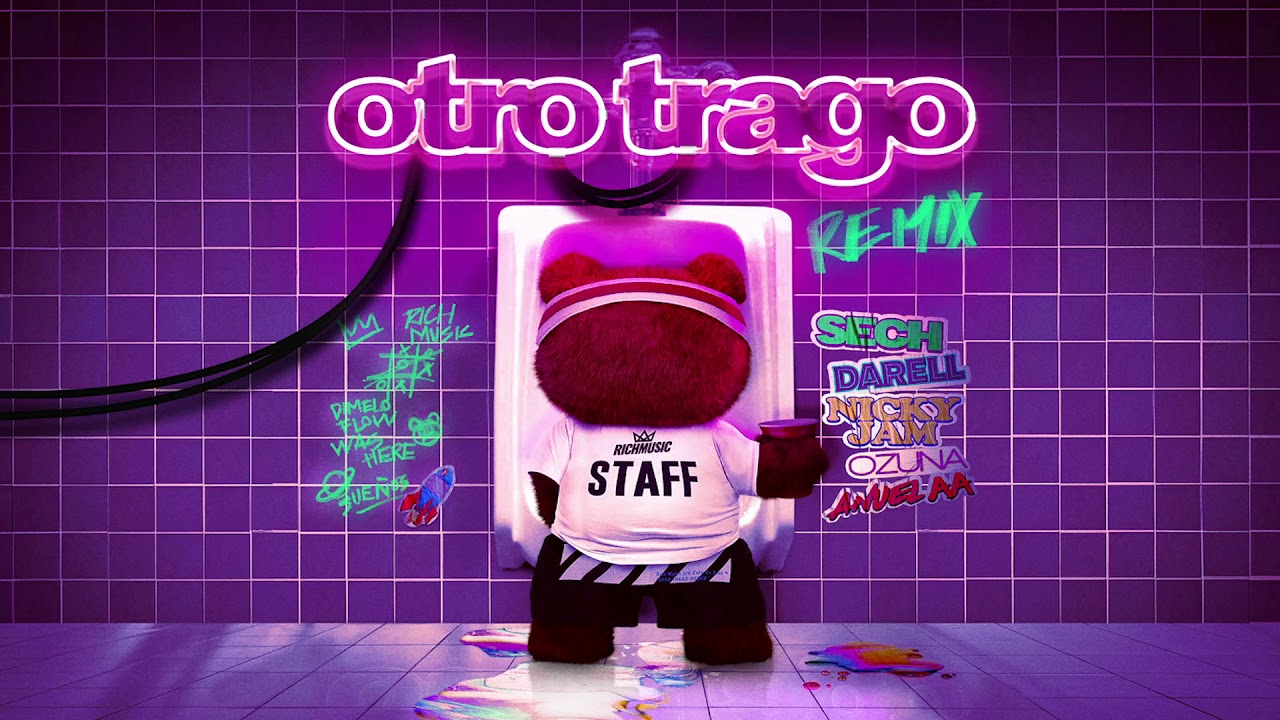 otro trago
REMIX
RICH
MUSIC
DIMELO
FLOW
WAS
HERE
SUEÑOS
RICHMUSIC
STAFF
SECH
DARELL
NICKY
JAM
OZUNA
ANUEL AA